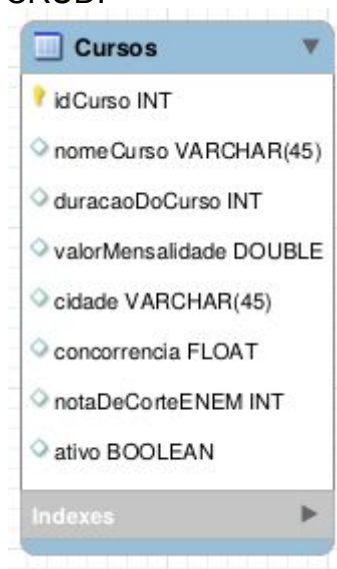 CRUD.
Cursos
idCurso INT
nomeCurso VARCHAR(45)
duracaoDoCurso INT
valorMensalidade DOUBLE
cidade VARCHAR(45)
concorrencia FLOAT
notaDeCorteENEM INT
ativo BOOLEAN
Indexes